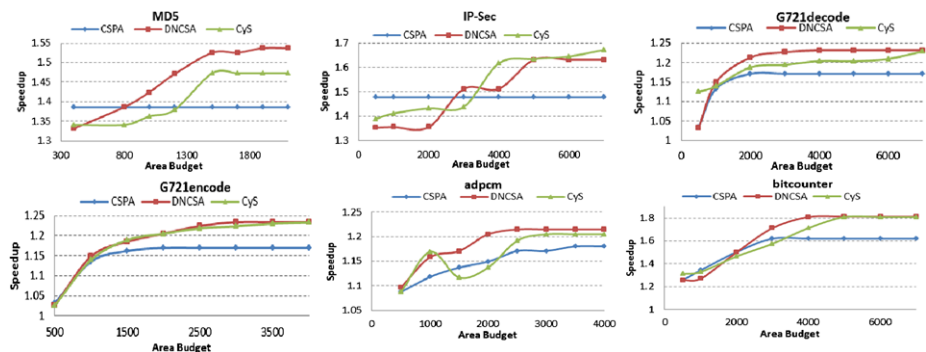 MD5
CSPA DNCSA CyS
Speedup
1.55
1.5
1.45
1.4
1.35
1.3
300 800 1300 1800
Area Budget
IP-Sec
CSPA DNCSA CyS
Speedup
1.7
1.6
1.5
1.4
1.3
0 2000 4000 6000
Area Budget
G721decode
CSPA DNCSA CyS
Speedup
1.25
1.2
1.15
1.1
1.05
1
0 2000 4000 6000
Area Budget
G721encode
CSPA DNCSA CyS
Speedup
1.25
1.2
1.15
1.1
1.05
1
500 1500 2500 3500
Area Budget
adpcm
CSPA DNCSA CyS
Speedup
1.25
1.2
1.15
1.1
1.05
0 1000 2000 3000 4000
Area Budget
bitcounter
CSPA DNCSA CyS
Speedup
1.8
1.6
1.4
1.2
1
0 2000 4000 6000
Area Budget